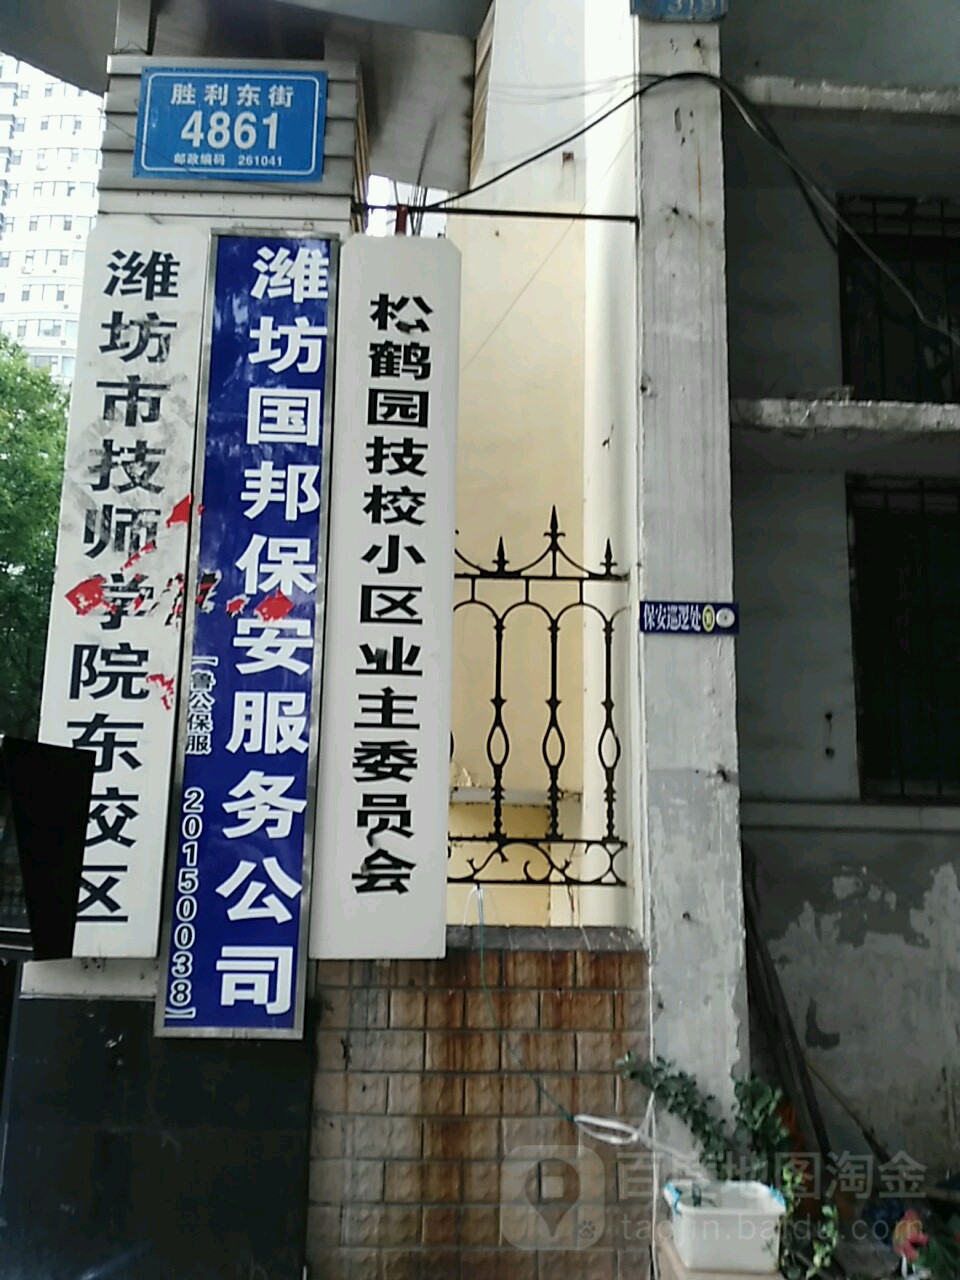 胜利东街
4861
邮政编码 261041
潍坊市技师学院东校区
潍坊国邦保安服务公司
【鲁公保服 20150038】
松鹤园技校小区业主委员会
319
保安巡逻处
百度地图淘金
taojin.baidu.com